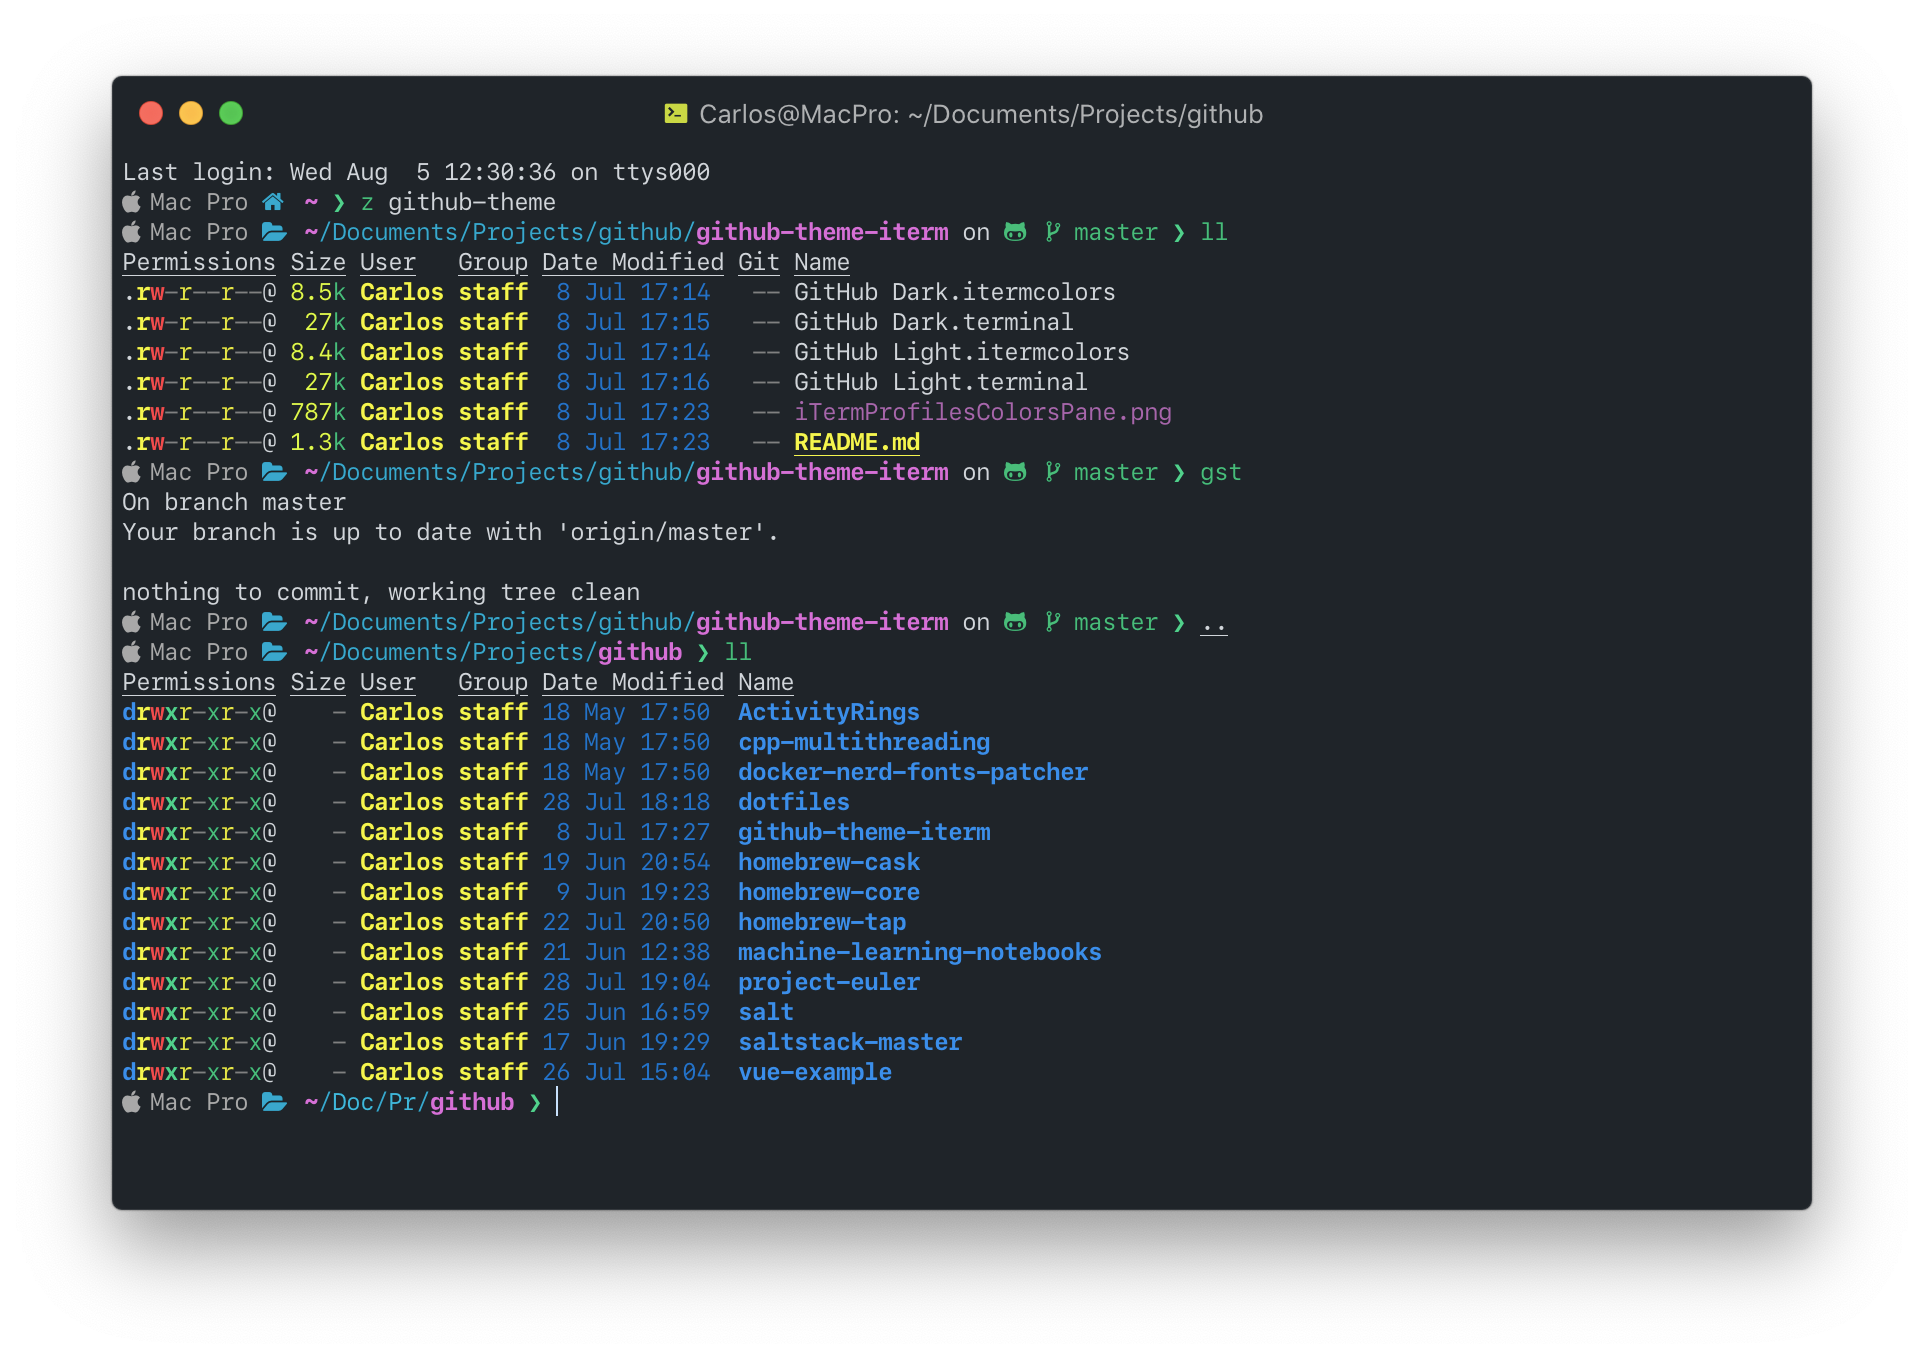 Carlos@MacPro: ~/Documents/Projects/github
Last login: Wed Aug  5 12:30:36 on ttys000
Mac Pro ~ ❯ z github-theme
Mac Pro ~/Documents/Projects/github/github-theme-iterm on master ❯ ll
Permissions Size User   Group Date Modified Git Name
.rw-r--r--@ 8.5k Carlos staff  8 Jul 17:14   -- GitHub Dark.itermcolors
.rw-r--r--@  27k Carlos staff  8 Jul 17:15   -- GitHub Dark.terminal
.rw-r--r--@ 8.4k Carlos staff  8 Jul 17:14   -- GitHub Light.itermcolors
.rw-r--r--@  27k Carlos staff  8 Jul 17:16   -- GitHub Light.terminal
.rw-r--r--@ 787k Carlos staff  8 Jul 17:23   -- iTermProfilesColorsPane.png
.rw-r--r--@ 1.3k Carlos staff  8 Jul 17:23   -- README.md
Mac Pro ~/Documents/Projects/github/github-theme-iterm on master ❯ gst
On branch master
Your branch is up to date with 'origin/master'.
nothing to commit, working tree clean
Mac Pro ~/Documents/Projects/github/github-theme-iterm on master ❯ ..
Mac Pro ~/Documents/Projects/github ❯ ll
Permissions Size User   Group Date Modified Name
drwxr-xr-x@    - Carlos staff 18 May 17:50  ActivityRings
drwxr-xr-x@    - Carlos staff 18 May 17:50  cpp-multithreading
drwxr-xr-x@    - Carlos staff 18 May 17:50  docker-nerd-fonts-patcher
drwxr-xr-x@    - Carlos staff 28 Jul 18:18  dotfiles
drwxr-xr-x@    - Carlos staff  8 Jul 17:27  github-theme-iterm
drwxr-xr-x@    - Carlos staff 19 Jun 20:54  homebrew-cask
drwxr-xr-x@    - Carlos staff  9 Jun 19:23  homebrew-core
drwxr-xr-x@    - Carlos staff 22 Jul 20:50  homebrew-tap
drwxr-xr-x@    - Carlos staff 21 Jun 12:38  machine-learning-notebooks
drwxr-xr-x@    - Carlos staff 28 Jul 19:04  project-euler
drwxr-xr-x@    - Carlos staff 25 Jun 16:59  salt
drwxr-xr-x@    - Carlos staff 17 Jun 19:29  saltstack-master
drwxr-xr-x@    - Carlos staff 26 Jul 15:04  vue-example
Mac Pro ~/Doc/Pr/github ❯